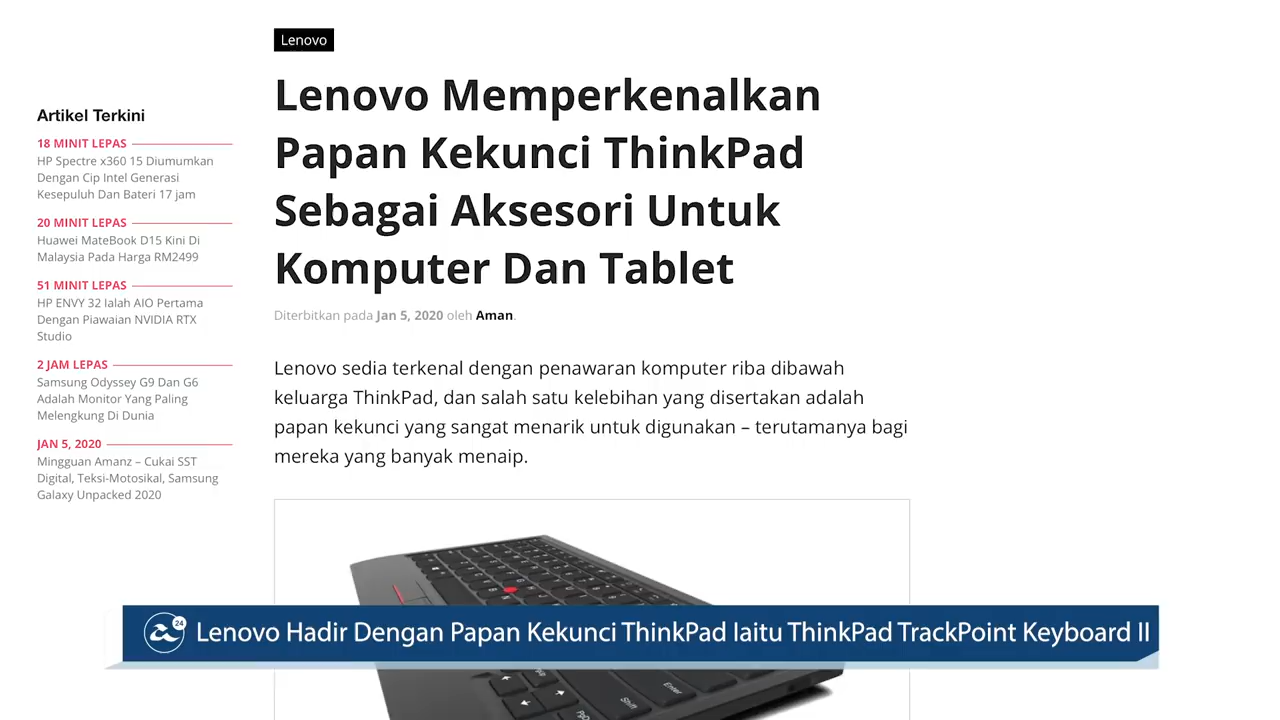 Lenovo
Lenovo Memperkenalkan
Papan Kekunci ThinkPad
Sebagai Aksesori Untuk
Komputer Dan Tablet
Diterbitkan pada Jan 5, 2020 oleh Aman.
Artikel Terkini
18 MINIT LEPAS
HP Spectre x360 15 Diumumkan
Dengan Cip Intel Generasi
Kesepuluh Dan Bateri 17 jam
20 MINIT LEPAS
Huawei MateBook D15 Kini Di
Malaysia Pada Harga RM2499
51 MINIT LEPAS
HP ENVY 32 Ialah AIO Pertama
Dengan Piawaian NVIDIA RTX
Studio
2 JAM LEPAS
Samsung Odyssey G9 Dan G6
Adalah Monitor Yang Paling
Melengkung Di Dunia
JAN 5, 2020
Mingguan Amanz – Cukai SST
Digital, Teksi-Motosikal, Samsung
Galaxy Unpacked 2020
Lenovo sedia terkenal dengan penawaran komputer riba dibawah
keluarga ThinkPad, dan salah satu kelebihan yang disertakan adalah
papan kekunci yang sangat menarik untuk digunakan – terutamanya bagi
mereka yang banyak menaip.
24
Lenovo Hadir Dengan Papan Kekunci ThinkPad Iaitu ThinkPad TrackPoint Keyboard II
Enter
Shift